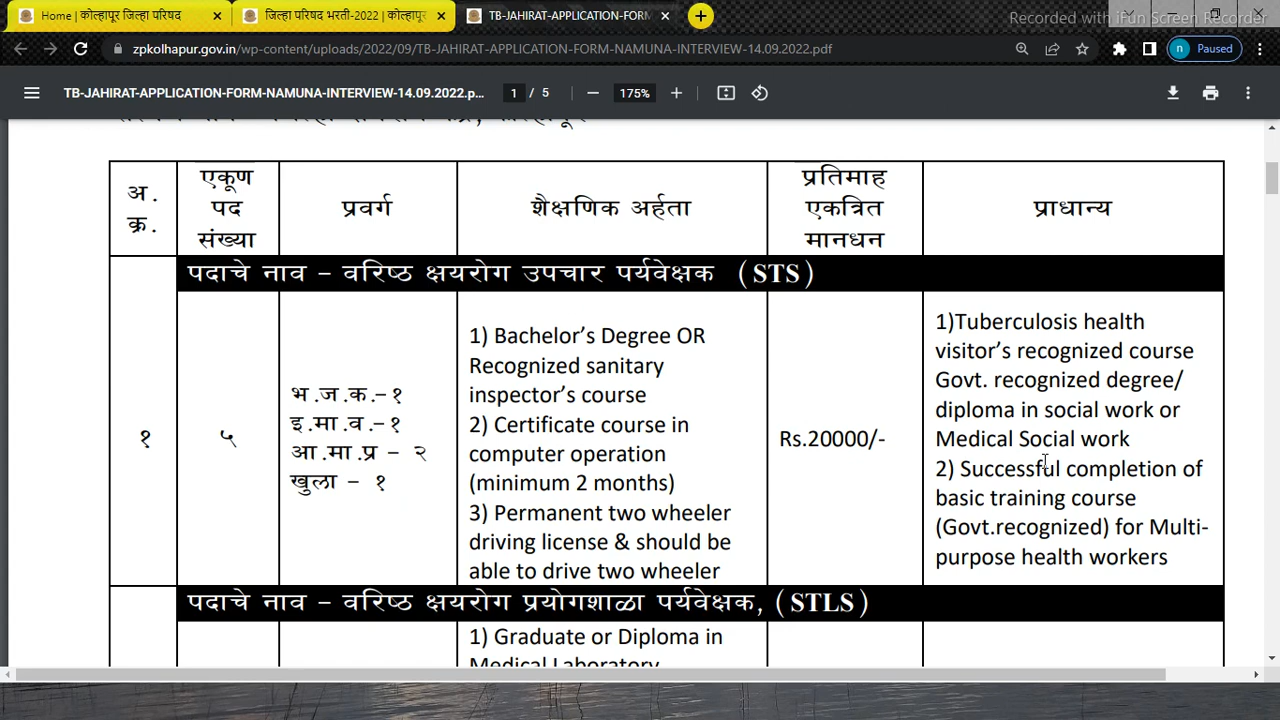 Home | कोल्हापूर जिल्हा परिषद
जिल्हा परिषद भरती-2022 | कोल्हापूर
TB-JAHIRAT-APPLICATION-FORM
Recorded with iFun Screen Recorder
zpkolhapur.gov.in/wp-content/uploads/2022/09/TB-JAHIRAT-APPLICATION-FORM-NAMUNA-INTERVIEW-14.09.2022.pdf
n Paused
TB-JAHIRAT-APPLICATION-FORM-NAMUNA-INTERVIEW-14.09.2022.p...
1 / 5
175%
अ.
क्र.
एकूण
पद
संख्या
प्रवर्ग
शैक्षणिक अर्हता
प्रतिमाह
एकत्रित
मानधन
प्राधान्य
पदाचे नाव – वरिष्ठ क्षयरोग उपचार पर्यवेक्षक (STS)
१
५
भ.ज.क.-१
इ.मा.व.-१
आ.मा.प्र - २
खुला - १
1) Bachelor’s Degree OR
Recognized sanitary
inspector’s course
2) Certificate course in
computer operation
(minimum 2 months)
3) Permanent two wheeler
driving license & should be
able to drive two wheeler
Rs.20000/-
1)Tuberculosis health
visitor’s recognized course
Govt. recognized degree/
diploma in social work or
Medical Social work
2) Successful completion of
basic training course
(Govt.recognized) for Multi-
purpose health workers
पदाचे नाव – वरिष्ठ क्षयरोग प्रयोगशाळा पर्यवेक्षक, (STLS)
1) Graduate or Diploma in
Medical Laboratory